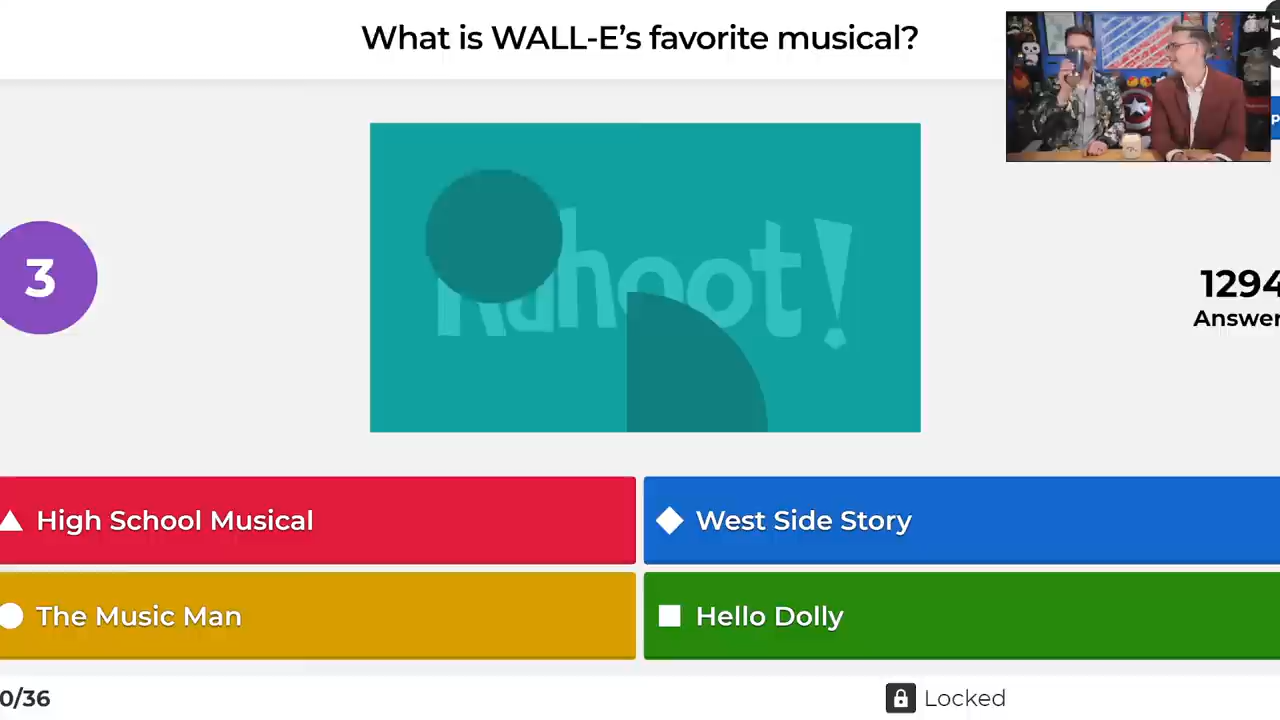 What is WALL-E’s favorite musical?
3
Kahoot!
1294
Answer
High School Musical
West Side Story
The Music Man
Hello Dolly
0/36
Locked